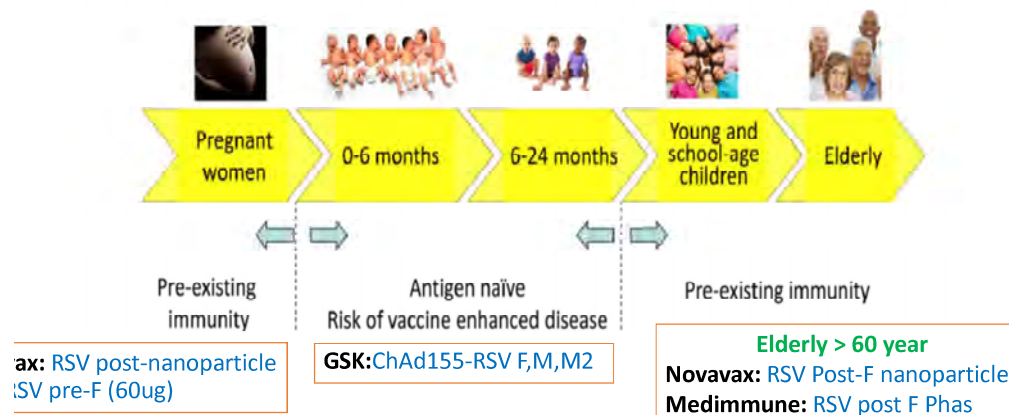 Pregnant
women
0-6 months
6-24 months
Young and
school-age
children
Elderly
Pre-existing
immunity
Antigen naïve
Risk of vaccine enhanced disease
Pre-existing immunity
RSV post-nanoparticle
RSV pre-F (60ug)
GSK:ChAd155-RSV F,M,M2
Elderly > 60 year
Novavax: RSV Post-F nanoparticle
Medimmune: RSV post F Phas